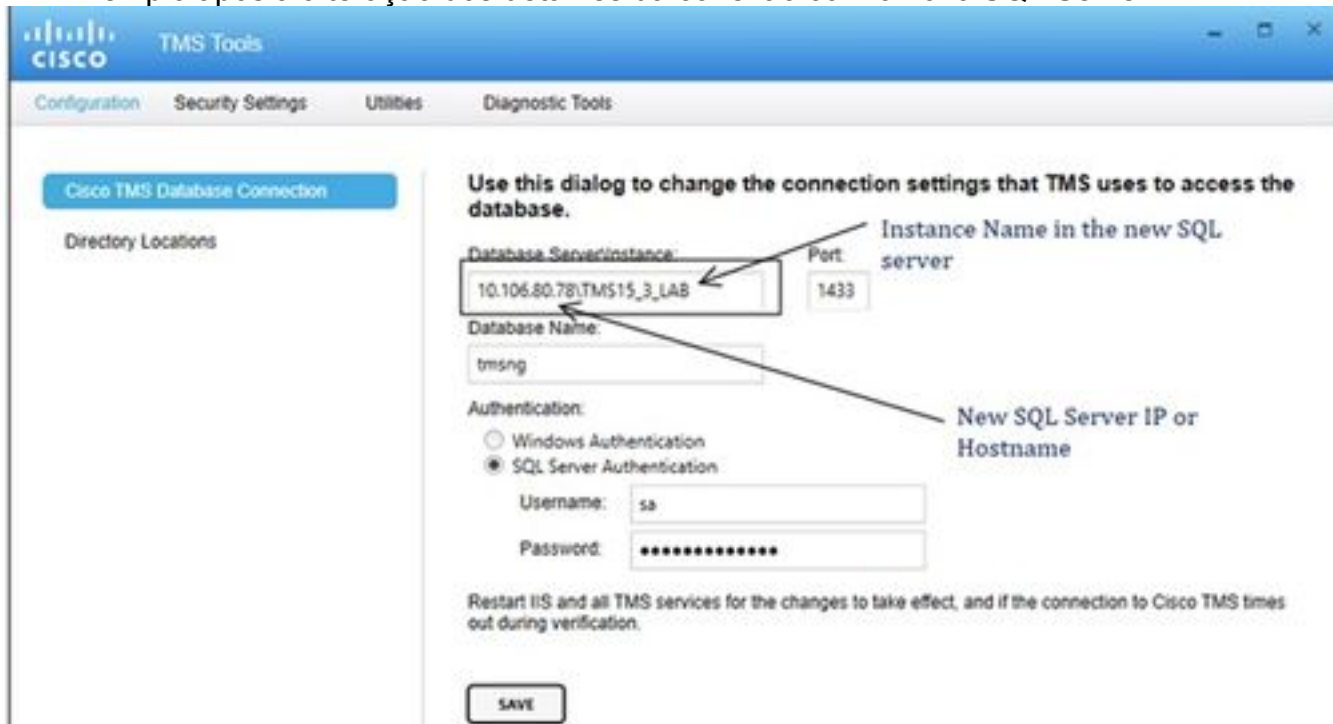 CISCO
TMS Tools
Configuration Security Settings Utilities Diagnostic Tools
Cisco TMS Database Connection
Directory Locations
Use this dialog to change the connection settings that TMS uses to access the
database.
Instance Name in the new SQL
server
Database Server\Instance:
Port:
10.106.80.78\TMS15_3_LAB
1433
Database Name:
tmsng
Authentication:
Windows Authentication
SQL Server Authentication
New SQL Server IP or
Hostname
Username:
sa
Password:
•••••••••••••
Restart IIS and all TMS services for the changes to take effect, and if the connection to Cisco TMS times
out during verification.
SAVE